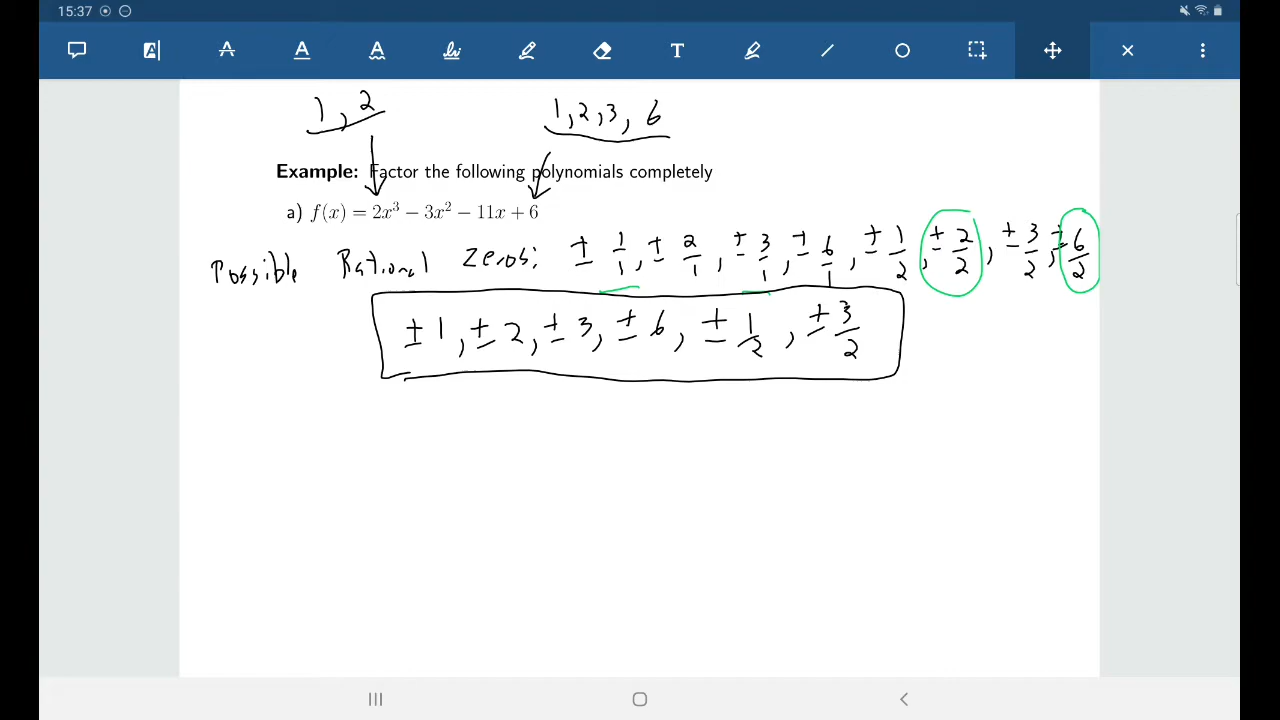 15:37
T
1, 2 1, 2, 3, 6
Example: Factor the following polynomials completely
a) f(x) = 2x³ − 3x² − 11x + 6
Possible Rational Zeros: ± 1/1, ± 2/1, ± 3/1, ± 6/1, ± 1/2, ± 2/2, ± 3/2, ± 6/2
± 1, ± 2, ± 3, ± 6, ± 1/2, ± 3/2